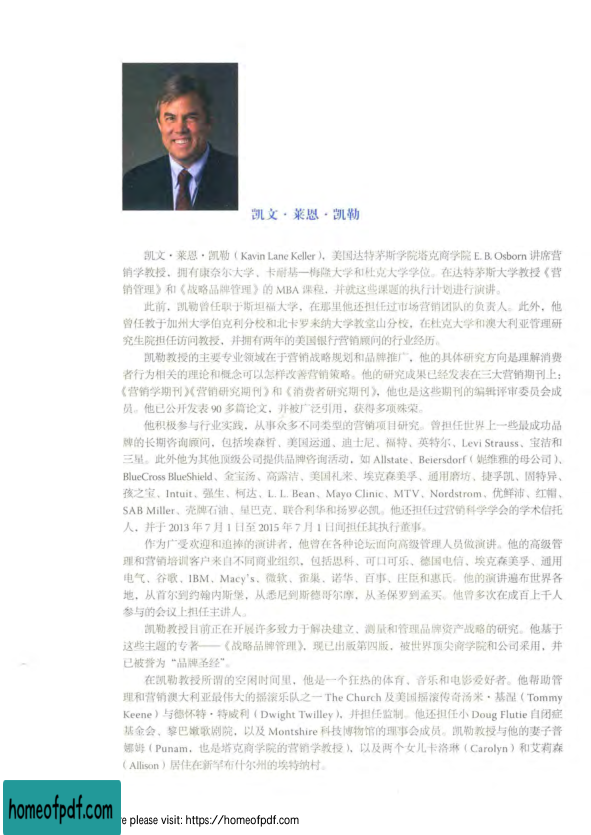 凯文·莱恩·凯勒
凯文·莱恩·凯勒（Kavin Lane Keller），美国达特茅斯学院塔克商学院 E. B. Osborn 讲席营
销学教授，拥有康奈尔大学、卡耐基—梅隆大学和杜克大学学位。在达特茅斯大学教授《营
销管理》和《战略品牌管理》的 MBA 课程，并就这些课题的执行计划进行演讲。
此前，凯勒曾任职于斯坦福大学，在那里他还担任过市场营销团队的负责人。此外，他
曾任教于加州大学伯克利分校和北卡罗来纳大学教堂山分校，在杜克大学和澳大利亚管理研
究生院担任访问教授，并拥有两年的美国银行营销顾问的行业经历。
凯勒教授的主要专业领域在于营销战略规划和品牌推广，他的具体研究方向是理解消费
者行为相关的理论和概念可以怎样改善营销策略。他的研究成果已经发表在三大营销期刊上：
《营销学期刊》《营销研究期刊》和《消费者研究期刊》，他也是这些期刊的编辑评审委员会成
员。他已公开发表 90 多篇论文，并被广泛引用，获得多项殊荣。
他积极参与行业实践，从事众多不同类型的营销项目研究。曾担任世界上一些最成功品
牌的长期咨询顾问，包括埃森哲、美国运通、迪士尼、福特、英特尔、Levi Strauss、宝洁和
三星。此外他为其他顶级公司提供品牌咨询活动，如 Allstate、Beiersdorf（妮维雅的母公司）、
BlueCross BlueShield、金宝汤、高露洁、美国礼来、埃克森美孚、通用磨坊、捷孚凯、固特异、
孩之宝、Intuit、强生、柯达、L. L. Bean、Mayo Clinic、MTV、Nordstrom、优鲜沛、红帽、
SAB Miller、壳牌石油、星巴克、联合利华和扬罗必凯。他还担任过营销科学学会的学术信托
人，并于 2013 年 7 月 1 日至 2015 年 7 月 1 日间担任其执行董事。
作为广受欢迎和追捧的演讲者，他曾在各种论坛面向高级管理人员做演讲。他的高级管
理和营销培训客户来自不同商业组织，包括思科、可口可乐、德国电信、埃克森美孚、通用
电气、谷歌、IBM、Macy's、微软、雀巢、诺华、百事、庄臣和惠氏。他的演讲遍布世界各
地，从首尔到约翰内斯堡，从悉尼到斯德哥尔摩，从圣保罗到孟买。他曾多次在成百上千人
参与的会议上担任主讲人。
凯勒教授目前正在开展许多致力于解决建立、测量和管理品牌资产战略的研究。他基于
这些主题的专著——《战略品牌管理》，现已出版第四版，被世界顶尖商学院和公司采用，并
已被誉为“品牌圣经”。
在凯勒教授所谓的空闲时间里，他是一个狂热的体育、音乐和电影爱好者。他帮助管
理和营销澳大利亚最伟大的摇滚乐队之一 The Church 及美国摇滚传奇汤米·基涅（Tommy
Keene）与德怀特·特威利（Dwight Twilley），并担任监制。他还担任小 Doug Flutie 自闭症
基金会、黎巴嫩歌剧院，以及 Montshire 科技博物馆的理事会成员。凯勒教授与他的妻子普
娜姆（Punam，也是塔克商学院的营销学教授），以及两个女儿卡洛琳（Carolyn）和艾莉森
（Allison）居住在新罕布什尔州的埃特纳村。
homeofpdf.com
e please visit: https://homeofpdf.com